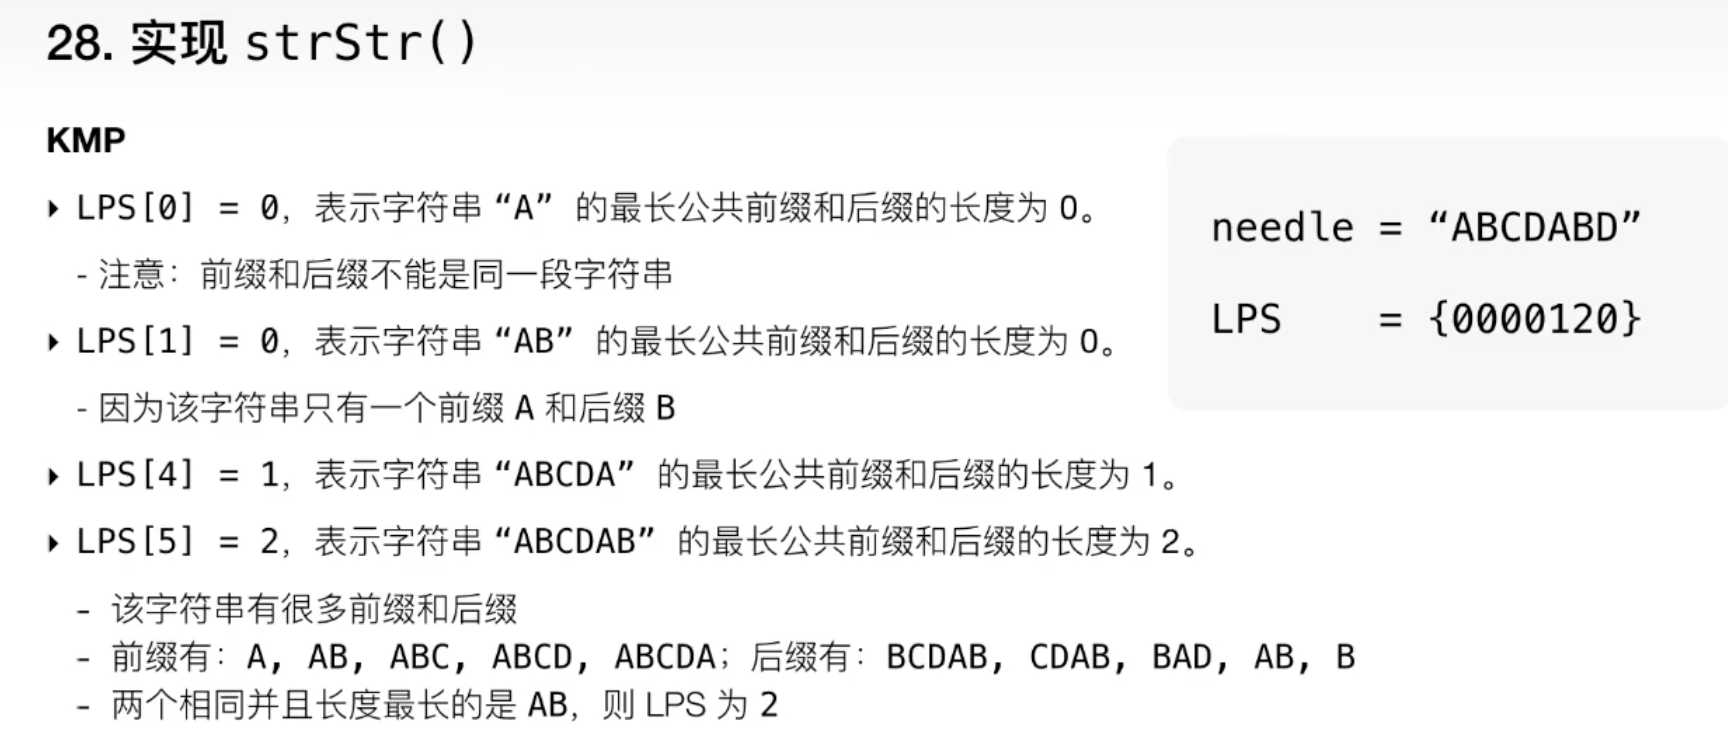 28. 实现 strStr()
KMP
▸ LPS[0] = 0，表示字符串 “A” 的最长公共前缀和后缀的长度为 0。
- 注意：前缀和后缀不能是同一段字符串
▸ LPS[1] = 0，表示字符串 “AB” 的最长公共前缀和后缀的长度为 0。
- 因为该字符串只有一个前缀 A 和后缀 B
▸ LPS[4] = 1，表示字符串 “ABCDA” 的最长公共前缀和后缀的长度为 1。
▸ LPS[5] = 2，表示字符串 “ABCDAB” 的最长公共前缀和后缀的长度为 2。
- 该字符串有很多前缀和后缀
- 前缀有：A, AB, ABC, ABCD, ABCDA；后缀有：BCDAB, CDAB, BAD, AB, B
- 两个相同并且长度最长的是 AB，则 LPS 为 2
needle = “ABCDABD”
LPS = {0000120}